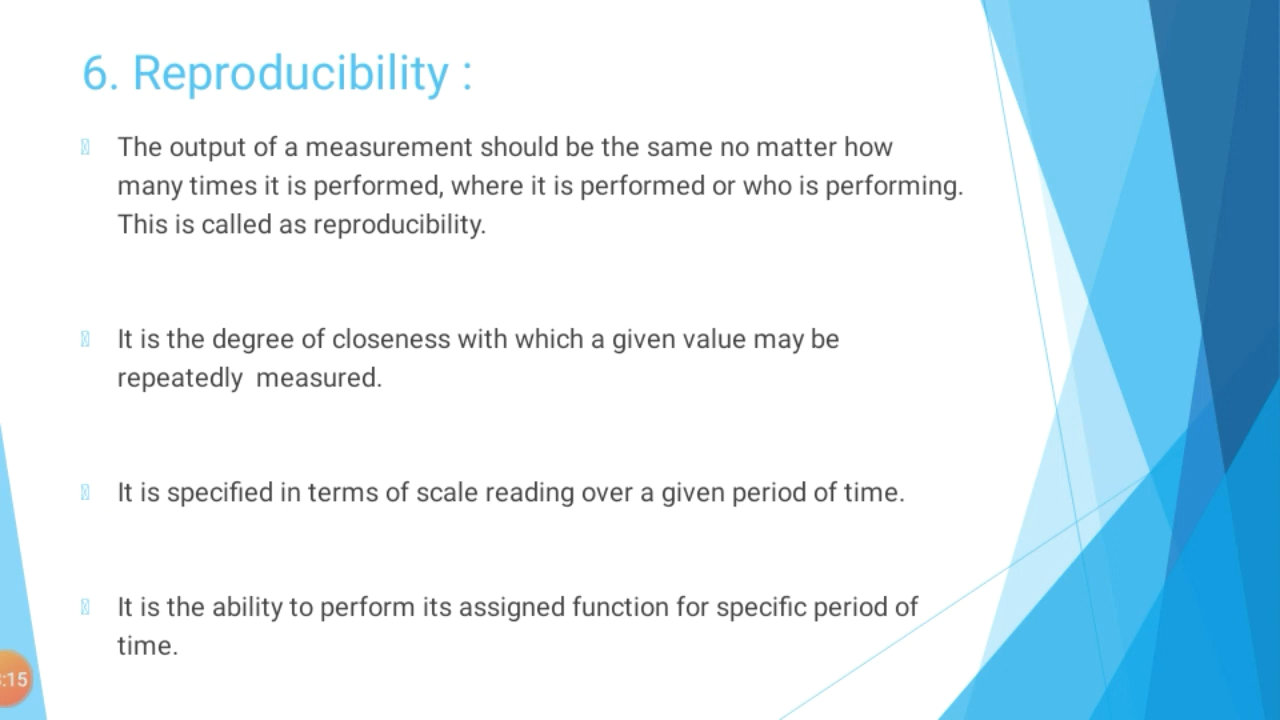 6. Reproducibility :
The output of a measurement should be the same no matter how
many times it is performed, where it is performed or who is performing.
This is called as reproducibility.
It is the degree of closeness with which a given value may be
repeatedly  measured.
It is specified in terms of scale reading over a given period of time.
It is the ability to perform its assigned function for specific period of
time.
:15